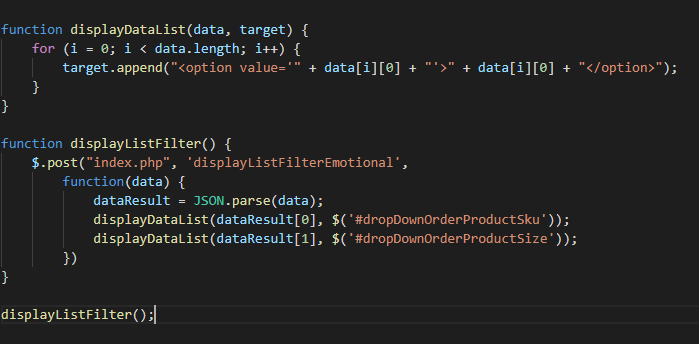 function displayDataList(data, target) {
for (i = 0; i < data.length; i++) {
target.append("<option value='" + data[i][0] + "'>" + data[i][0] + "</option>");
}
}
function displayListFilter() {
$.post("index.php", 'displayListFilterEmotional',
function(data) {
dataResult = JSON.parse(data);
displayDataList(dataResult[0], $('#dropDownOrderProductSku'));
displayDataList(dataResult[1], $('#dropDownOrderProductSize'));
})
}
displayListFilter();